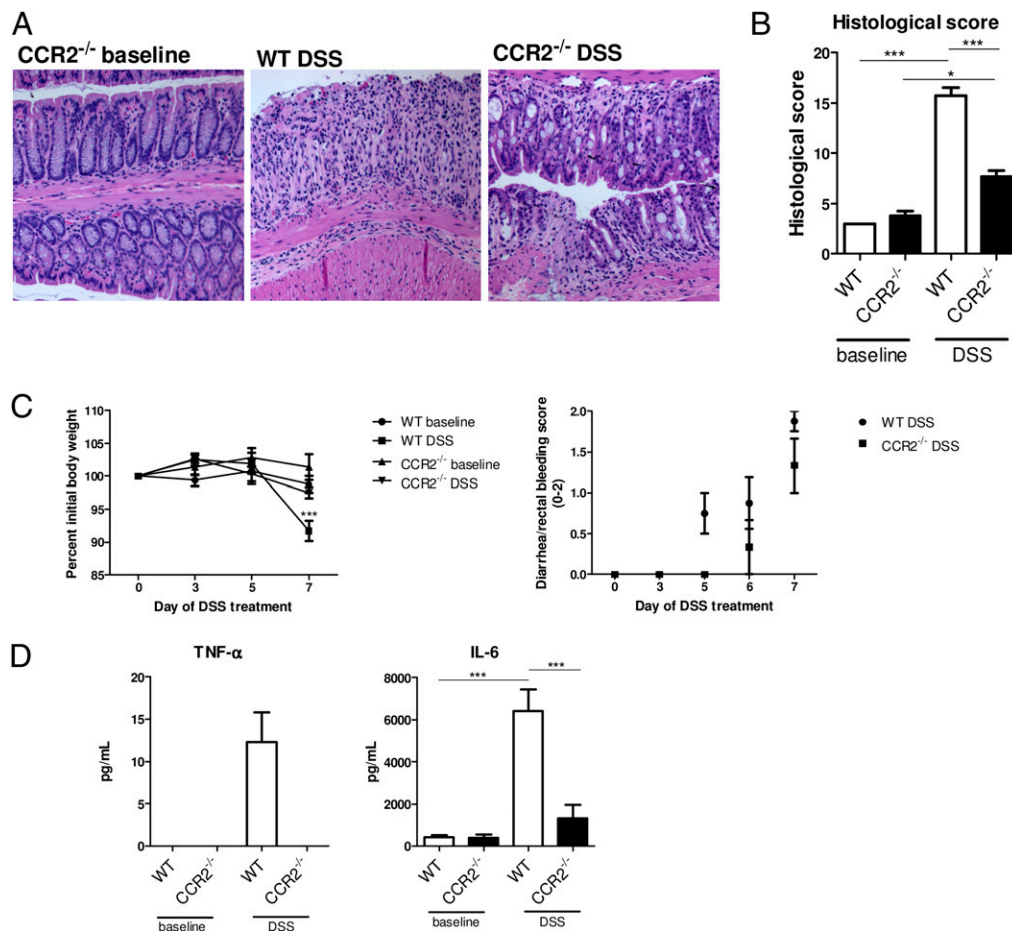 A
CCR2-/- baseline
WT DSS
CCR2-/- DSS
B
Histological score
Histological score
20
15
10
5
0
***
***
*
WT
CCR2-/-
WT
CCR2-/-
baseline
DSS
C
Percent initial body weight
110
105
100
95
90
85
***
0
3
5
7
Day of DSS treatment
WT baseline
WT DSS
CCR2-/- baseline
CCR2-/- DSS
Diarrhea/rectal bleeding score
(0-2)
2.0
1.5
1.0
0.5
0.0
0
3
5
6
7
Day of DSS treatment
WT DSS
CCR2-/- DSS
D
TNF-α
pg/mL
20
15
10
5
0
WT
CCR2-/-
WT
CCR2-/-
baseline
DSS
IL-6
pg/mL
8000
6000
4000
2000
0
***
***
WT
CCR2-/-
WT
CCR2-/-
baseline
DSS